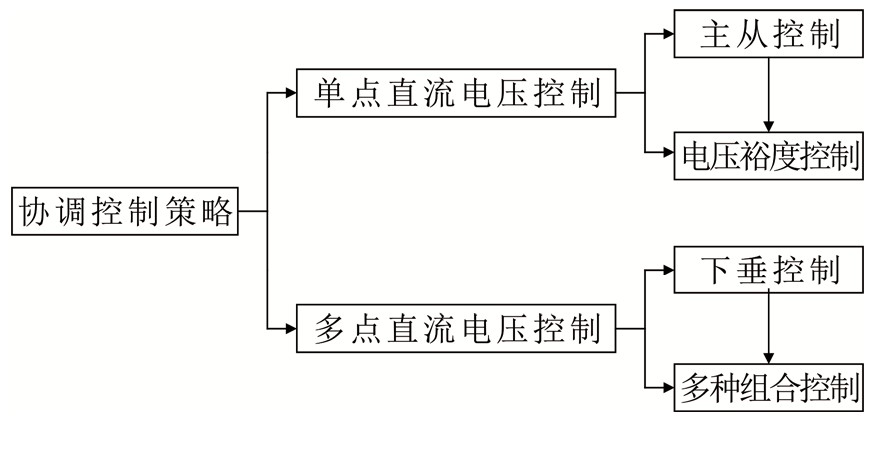 主从控制
单点直流电压控制
电压裕度控制
协调控制策略
下垂控制
多点直流电压控制
多种组合控制